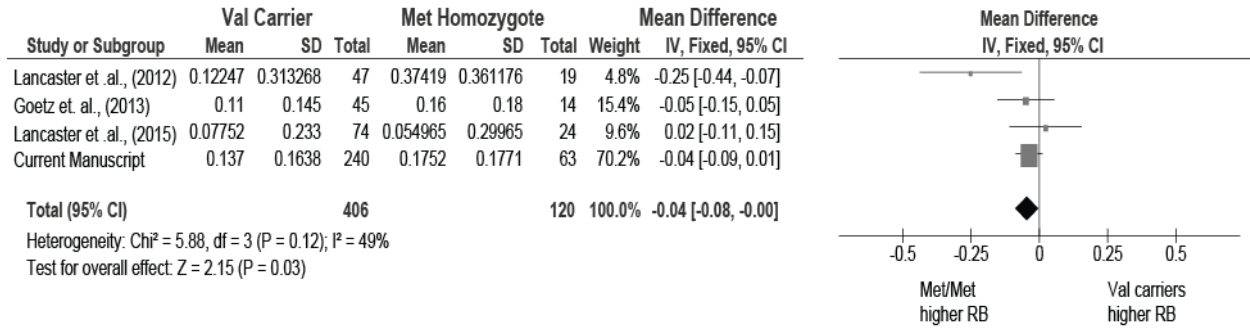 Val Carrier Met Homozygote Mean Difference Mean Difference
Study or Subgroup Mean SD Total Mean SD Total Weight IV, Fixed, 95% CI IV, Fixed, 95% CI
Lancaster et .al., (2012) 0.12247 0.313268 47 0.37419 0.361176 19 4.8% -0.25 [-0.44, -0.07]
Goetz et. al., (2013) 0.11 0.145 45 0.16 0.18 14 15.4% -0.05 [-0.15, 0.05]
Lancaster et .al., (2015) 0.07752 0.233 74 0.054965 0.29965 24 9.6% 0.02 [-0.11, 0.15]
Current Manuscript 0.137 0.1638 240 0.1752 0.1771 63 70.2% -0.04 [-0.09, 0.01]
Total (95% CI) 406 120 100.0% -0.04 [-0.08, -0.00]
Heterogeneity: Chi² = 5.88, df = 3 (P = 0.12); I² = 49%
Test for overall effect: Z = 2.15 (P = 0.03)
-0.5 -0.25 0 0.25 0.5
Met/Met Val carriers
higher RB higher RB